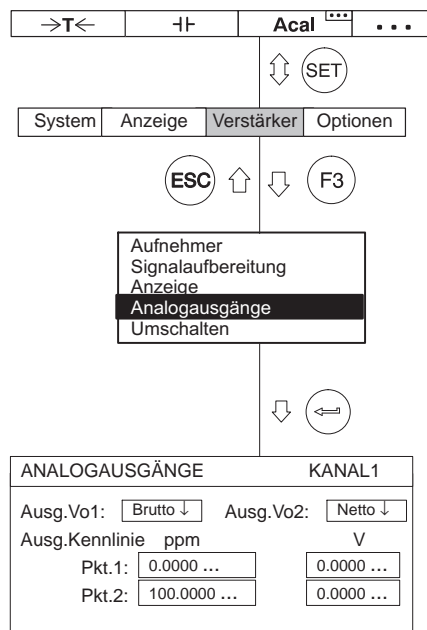 →T← ⊣⊢ Acal ... ...
SET
System Anzeige Verstärker Optionen
ESC F3
Aufnehmer
Signalaufbereitung
Anzeige
Analogausgänge
Umschalten
ANALOGAUSGÄNGE KANAL1
Ausg.Vo1: Brutto ↓ Ausg.Vo2: Netto ↓
Ausg.Kennlinie ppm V
Pkt.1: 0.0000 ... 0.0000 ...
Pkt.2: 100.0000 ... 0.0000 ...